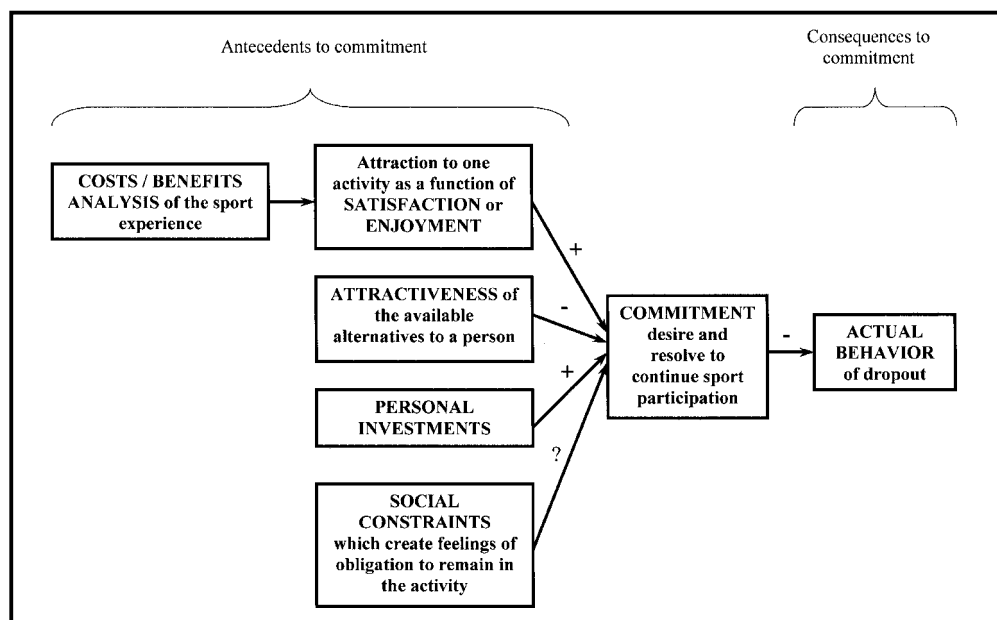 Antecedents to commitment
Consequences to
commitment
COSTS / BENEFITS
ANALYSIS of the sport
experience
Attraction to one
activity as a function of
SATISFACTION or
ENJOYMENT
+
ATTRACTIVENESS of
the available
alternatives to a person
-
PERSONAL
INVESTMENTS
+
SOCIAL
CONSTRAINTS
which create feelings of
obligation to remain in
the activity
?
COMMITMENT
desire and
resolve to
continue sport
participation
-
ACTUAL
BEHAVIOR
of dropout